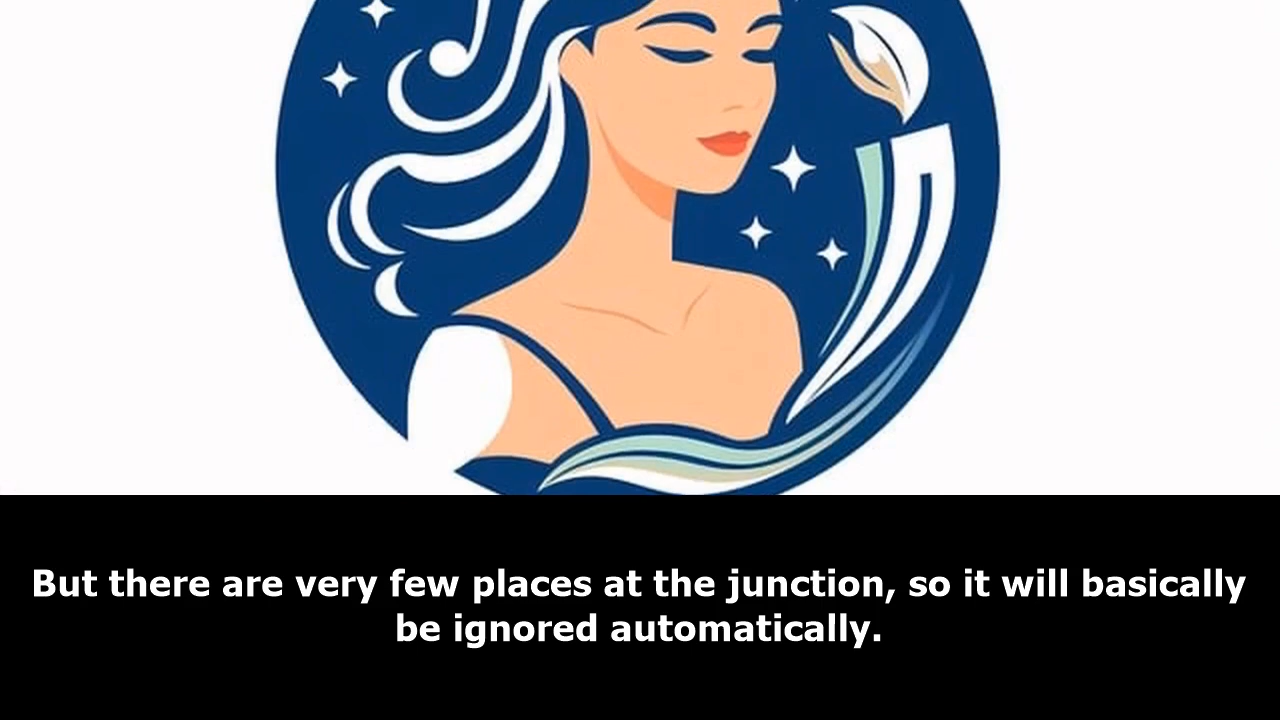 But there are very few places at the junction, so it will basically
be ignored automatically.